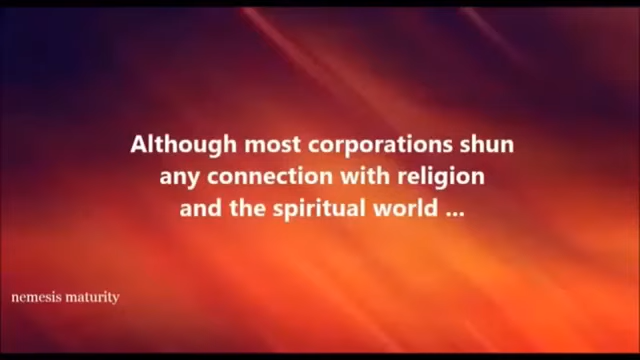 Although most corporations shun
any connection with religion
and the spiritual world ...
nemesis maturity